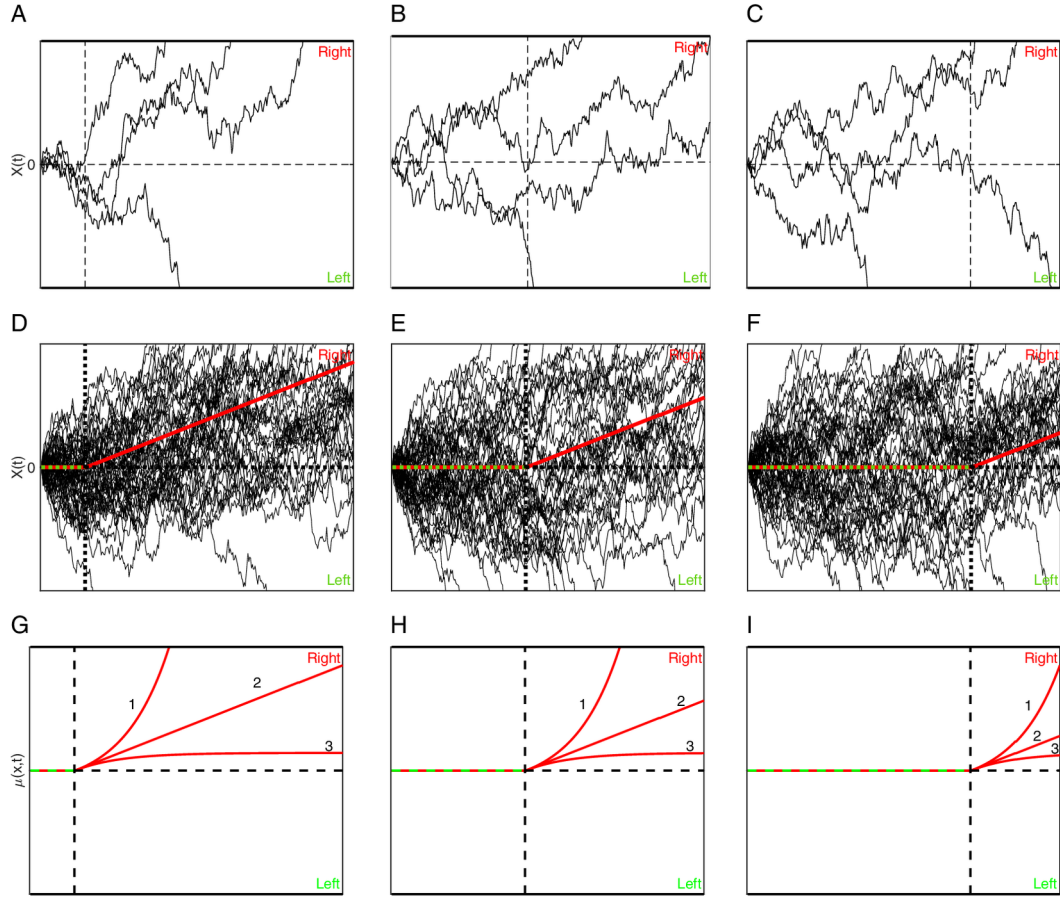 A
B
C
Right
Right
Right
X(t)
0
Left
Left
Left
D
E
F
Right
Right
Right
X(t)
0
Left
Left
Left
G
H
I
Right
Right
Right
1
2
3
1
2
3
1
2
3
μ(x,t)
Left
Left
Left